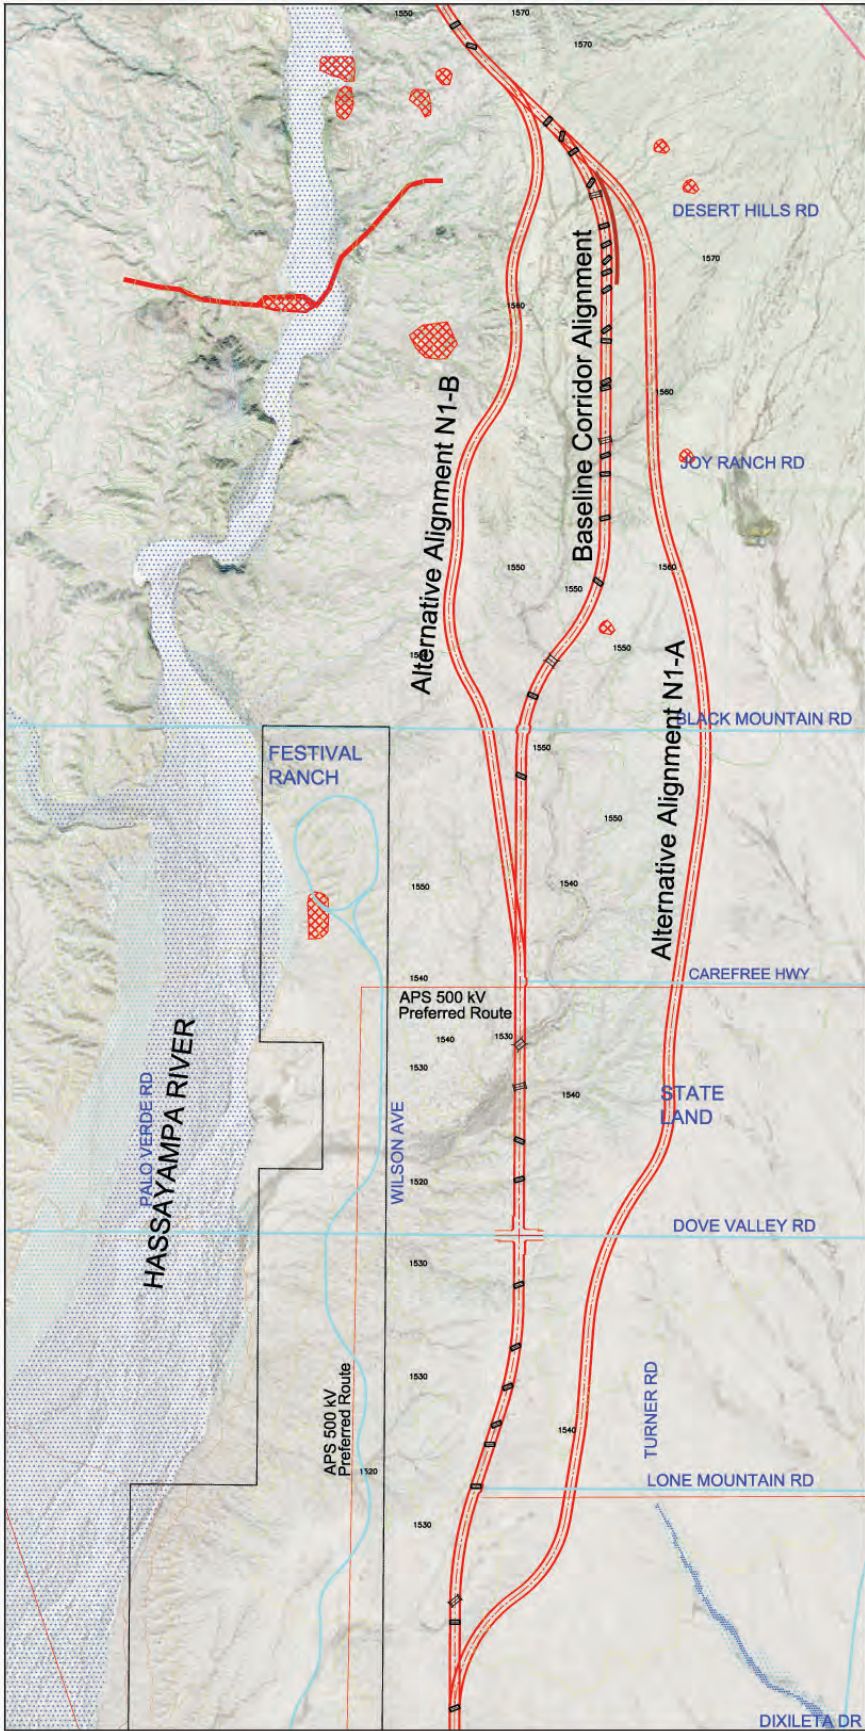 1550
1570
1570
DESERT HILLS RD
1570
1560
Baseline Corridor Alignment
Alternative Alignment N1-B
1560
JOY RANCH RD
1550
1560
1550
1550
Alternative Alignment N1-A
BLACK MOUNTAIN RD
FESTIVAL
RANCH
1550
1550
1550
1540
CAREFREE HWY
1540
APS 500 kV
Preferred Route
1540
1530
1530
HASSAYAMPA RIVER
PALO VERDE RD
WILSON AVE
1540
STATE
LAND
1520
DOVE VALLEY RD
1530
1530
APS 500 kV
Preferred Route
TURNER RD
1540
1520
LONE MOUNTAIN RD
1530
DIXILETA DR